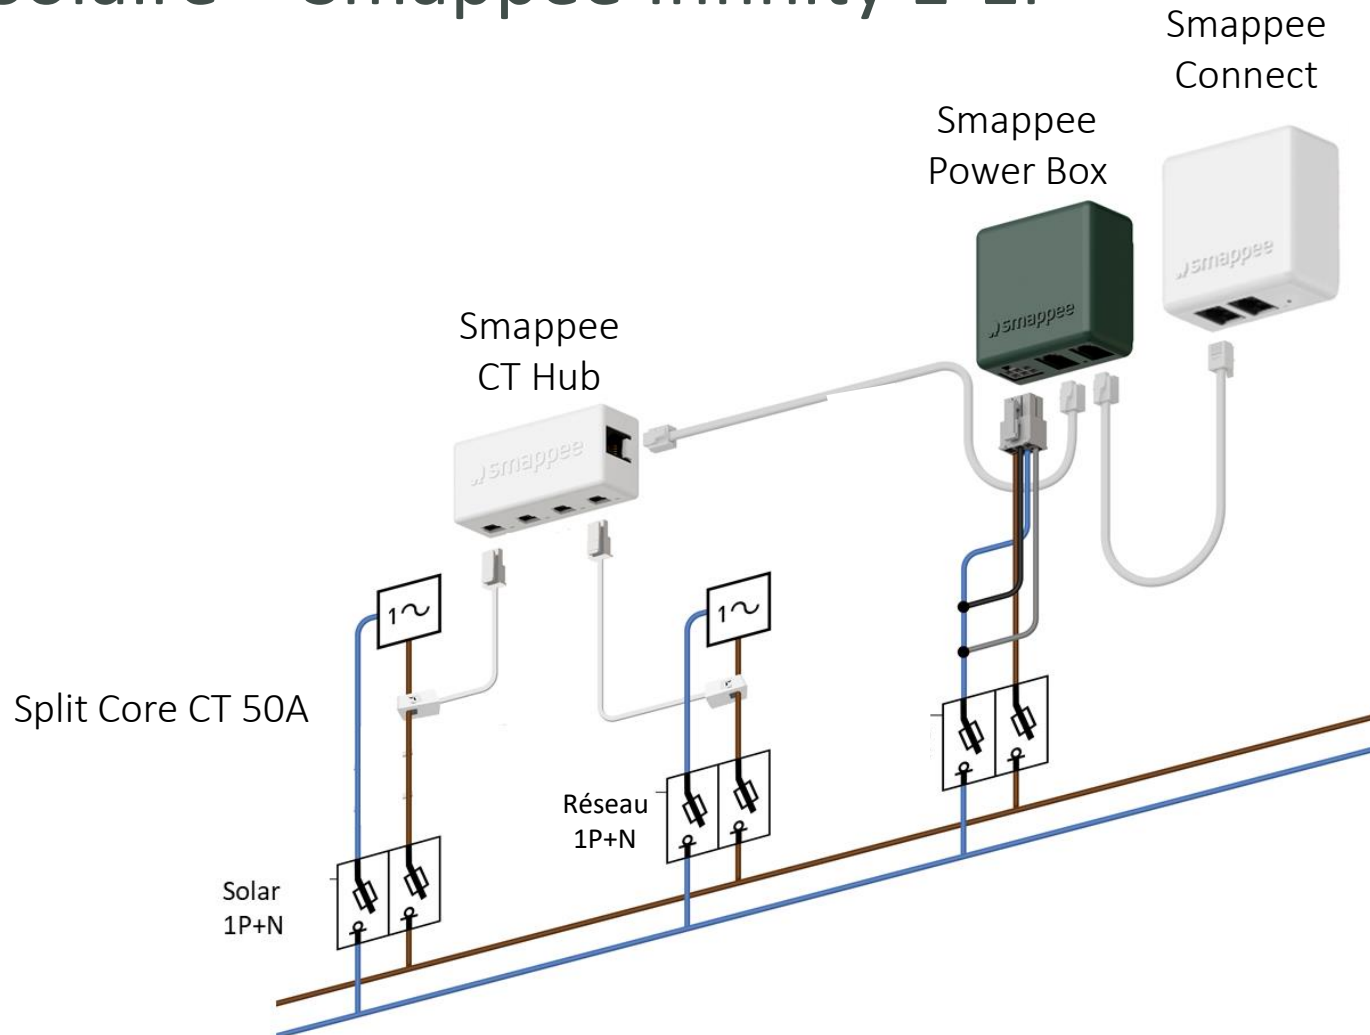 Smappee
Connect
Smappee
Power Box
smappee
smappee
Smappee
CT Hub
smappee
1
1
Split Core CT 50A
Réseau
1P+N
Solar
1P+N